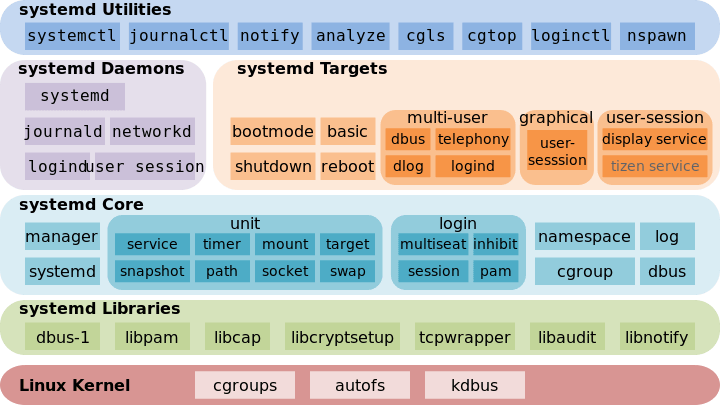 systemd Utilities
systemctl journalctl notify analyze cgls cgtop loginctl nspawn
systemd Daemons
systemd
journald networkd
logind user session
systemd Targets
bootmode basic
shutdown reboot
multi-user
dbus telephony
dlog logind
graphical
user-
sesssion
user-session
display service
tizen service
systemd Core
manager
systemd
unit
service timer mount target
snapshot path socket swap
login
multiseat inhibit
session pam
namespace log
cgroup dbus
systemd Libraries
dbus-1 libpam libcap libcryptsetup tcpwrapper libaudit libnotify
Linux Kernel cgroups autofs kdbus